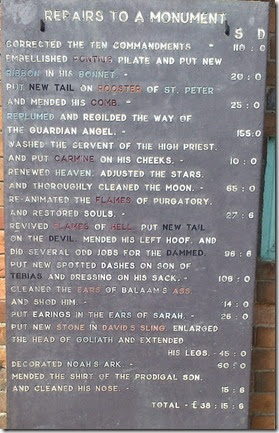 REPAIRS TO A MONUMENT
S D
CORRECTED THE TEN COMMANDMENTS - 110 : 0
EMBELLISHED PONTIUS PILATE AND PUT NEW
RIBBON IN HIS BONNET. - 20 : 0
PUT NEW TAIL ON ROOSTER OF ST. PETER
AND MENDED HIS COMB. - 25 : 0
REPLUMED AND REGILDED THE WAY OF
THE GUARDIAN ANGEL. - 155:0
WASHED THE SERVENT OF THE HIGH PRIEST.
AND PUT CARMINE ON HIS CHEEKS. - 10 : 0
RENEWED HEAVEN. ADJUSTED THE STARS.
AND THOROUGHLY CLEANED THE MOON. - 65 : 0
RE-ANIMATED THE FLAMES OF PURGATORY.
AND RESTORED SOULS. - 27 : 6
REVIVED FLAMES OF HELL. PUT NEW TAIL
ON THE DEVIL. MENDED HIS LEFT HOOF. AND
DID SEVERAL ODD JOBS FOR THE DAMMED. 96 : 6
PUT NEW SPOTTED DASHES ON SON OF
TEBIAS AND DRESSING ON HIS SACK. - 106 : 0
CLEANED THE EARS OF BALAAM'S ASS.
AND SHOD HIM. - 14 : 0
PUT EARINGS IN THE EARS OF SARAH. - 26 : 0
PUT NEW STONE IN DAVID'S SLING. ENLARGED
THE HEAD OF GOLIATH AND EXTENDED
HIS LEGS. - 45 : 0
DECORATED NOAH'S ARK. - 60 : 0
MENDED THE SHIRT OF THE PRODIGAL SON.
AND CLEANED HIS NOSE. - 15 : 6
TOTAL - £ 38 : 15 : 6